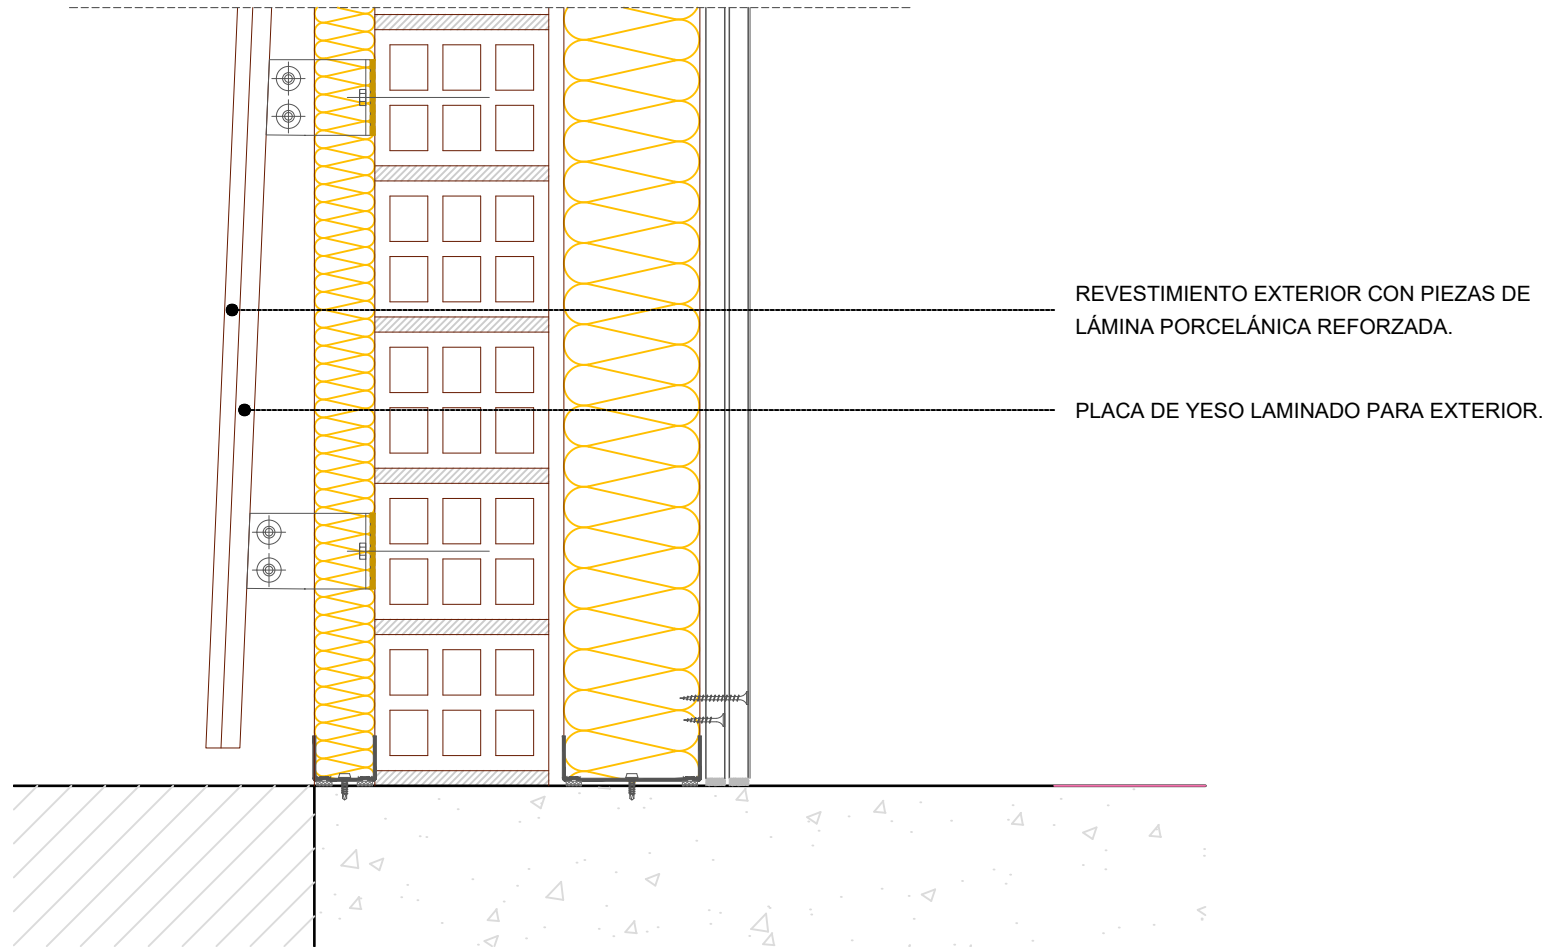 REVESTIMIENTO EXTERIOR CON PIEZAS DE
LÁMINA PORCELÁNICA REFORZADA.
PLACA DE YESO LAMINADO PARA EXTERIOR.